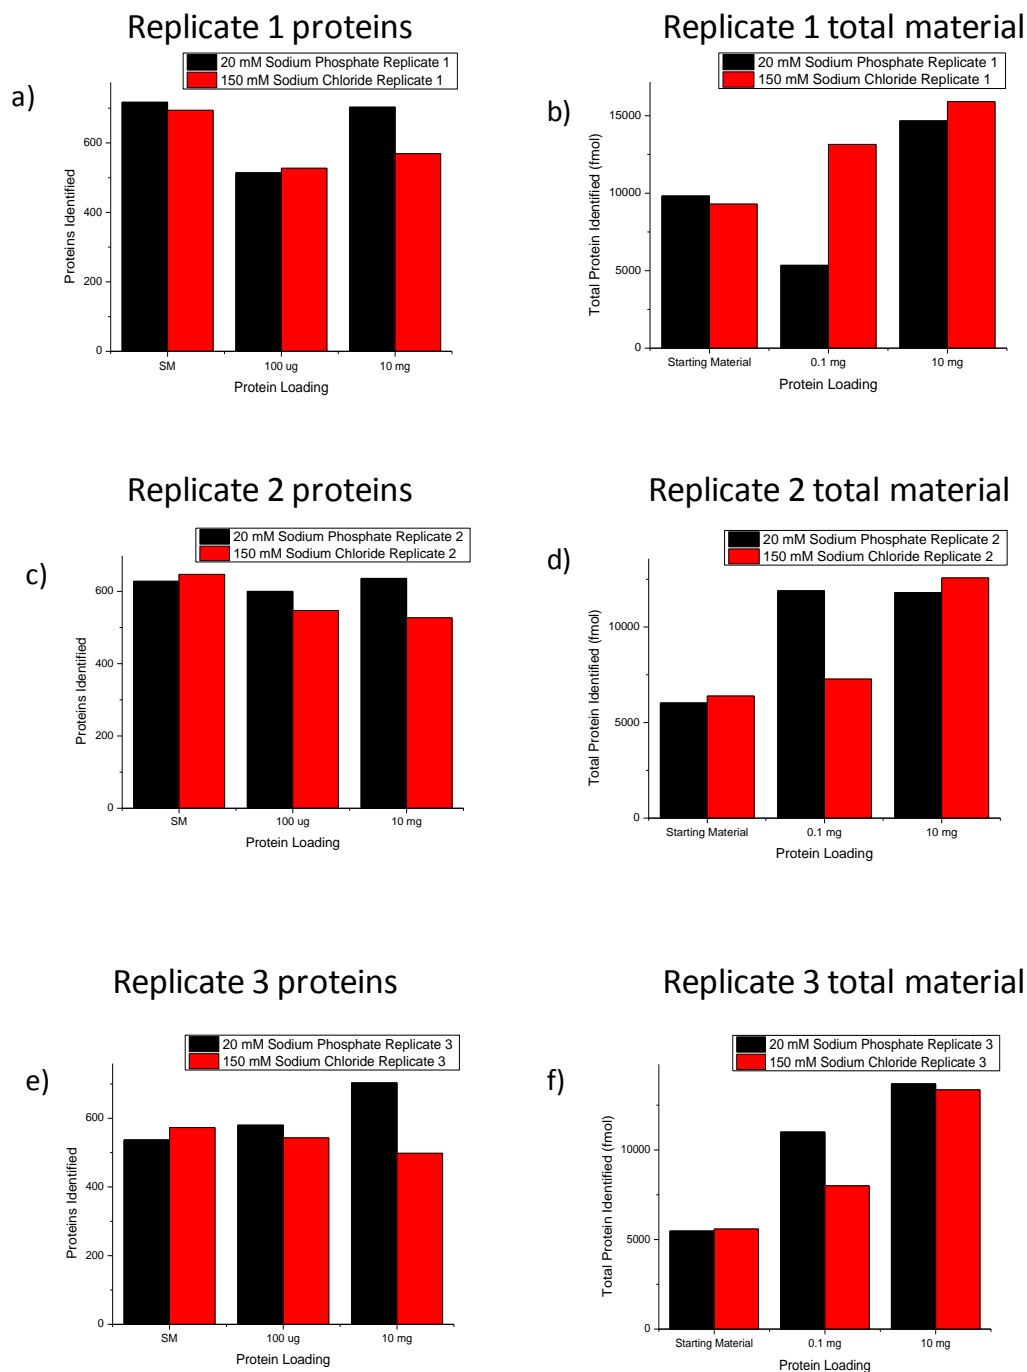 Replicate 1 proteins
20 mM Sodium Phosphate Replicate 1
150 mM Sodium Chloride Replicate 1
a)
600
400
200
0
Proteins Identified
SM 100 ug 10 mg
Protein Loading
Replicate 1 total material
20 mM Sodium Phosphate Replicate 1
150 mM Sodium Chloride Replicate 1
b)
15000
10000
5000
0
Total Protein Identified (fmol)
Starting Material 0.1 mg 10 mg
Protein Loading
Replicate 2 proteins
20 mM Sodium Phosphate Replicate 2
150 mM Sodium Chloride Replicate 2
c)
600
400
200
0
Proteins Identified
SM 100 ug 10 mg
Protein Loading
Replicate 2 total material
20 mM Sodium Phosphate Replicate 2
150 mM Sodium Chloride Replicate 2
d)
10000
5000
0
Total Protein Identified (fmol)
Starting Material 0.1 mg 10 mg
Protein Loading
Replicate 3 proteins
20 mM Sodium Phosphate Replicate 3
150 mM Sodium Chloride Replicate 3
e)
600
400
200
0
Proteins Identified
SM 100 ug 10 mg
Protein Loading
Replicate 3 total material
20 mM Sodium Phosphate Replicate 3
150 mM Sodium Chloride Replicate 3
f)
10000
5000
0
Total Protein Identified (fmol)
Starting Material 0.1 mg 10 mg
Protein Loading